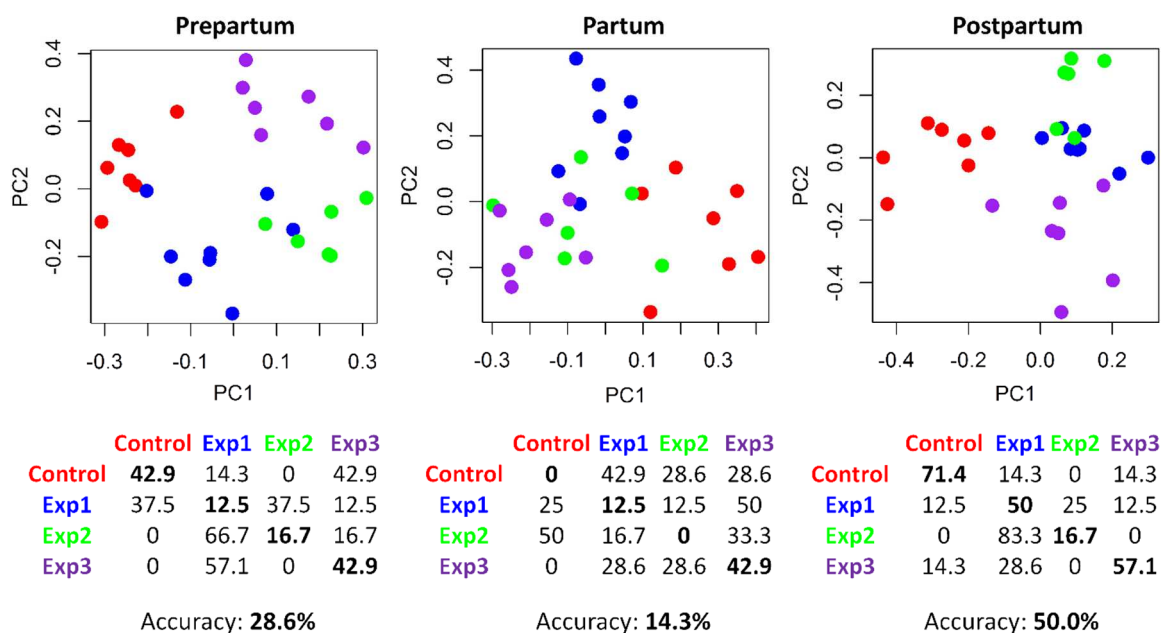 Prepartum Partum Postpartum
PC2
0.4
0.2
0.0
-0.2
-0.3 -0.1 0.1 0.3
PC1
PC2
0.4
0.2
0.0
-0.2
-0.3 -0.1 0.1 0.3
PC1
PC2
0.2
0.0
-0.2
-0.4
-0.4 -0.2 0.0 0.2
PC1
Control Exp1 Exp2 Exp3
Control 42.9 14.3 0 42.9
Exp1 37.5 12.5 37.5 12.5
Exp2 0 66.7 16.7 16.7
Exp3 0 57.1 0 42.9
Accuracy: 28.6%
Control Exp1 Exp2 Exp3
Control 0 42.9 28.6 28.6
Exp1 25 12.5 12.5 50
Exp2 50 16.7 0 33.3
Exp3 0 28.6 28.6 42.9
Accuracy: 14.3%
Control Exp1 Exp2 Exp3
Control 71.4 14.3 0 14.3
Exp1 12.5 50 25 12.5
Exp2 0 83.3 16.7 0
Exp3 14.3 28.6 0 57.1
Accuracy: 50.0%